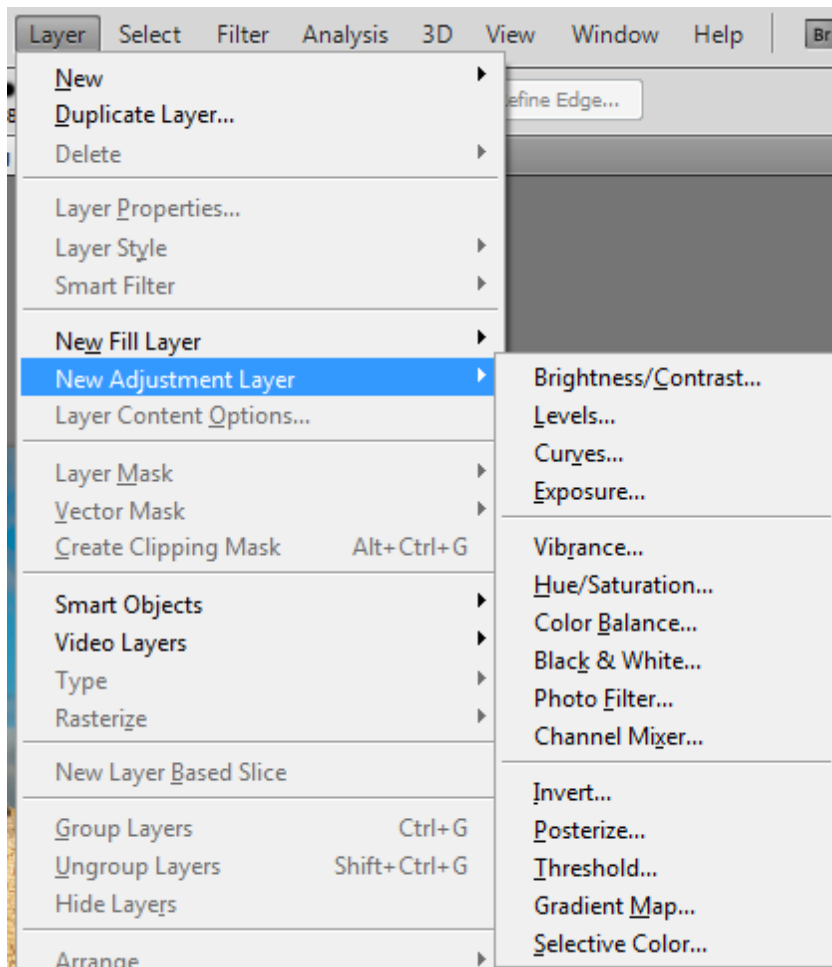 Layer Select Filter Analysis 3D View Window Help Br
New
Duplicate Layer...
efine Edge...
Delete
Layer Properties...
Layer Style
Smart Filter
New Fill Layer
New Adjustment Layer
Layer Content Options...
Layer Mask
Vector Mask
Create Clipping Mask Alt+Ctrl+G
Smart Objects
Video Layers
Type
Rasterize
New Layer Based Slice
Group Layers Ctrl+G
Ungroup Layers Shift+Ctrl+G
Hide Layers
Arrange
Brightness/Contrast...
Levels...
Curves...
Exposure...
Vibrance...
Hue/Saturation...
Color Balance...
Black & White...
Photo Filter...
Channel Mixer...
Invert...
Posterize...
Threshold...
Gradient Map...
Selective Color...